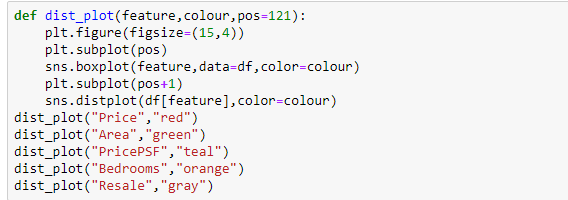 def dist_plot(feature,colour,pos=121):
    plt.figure(figsize=(15,4))
    plt.subplot(pos)
    sns.boxplot(feature,data=df,color=colour)
    plt.subplot(pos+1)
    sns.distplot(df[feature],color=colour)
dist_plot("Price","red")
dist_plot("Area","green")
dist_plot("PricePSF","teal")
dist_plot("Bedrooms","orange")
dist_plot("Resale","gray")